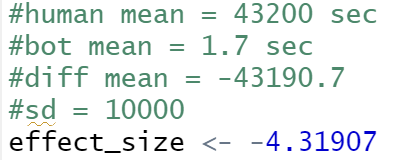 #human mean = 43200 sec
#bot mean = 1.7 sec
#diff mean = -43190.7
#sd = 10000
effect_size <- -4.31907